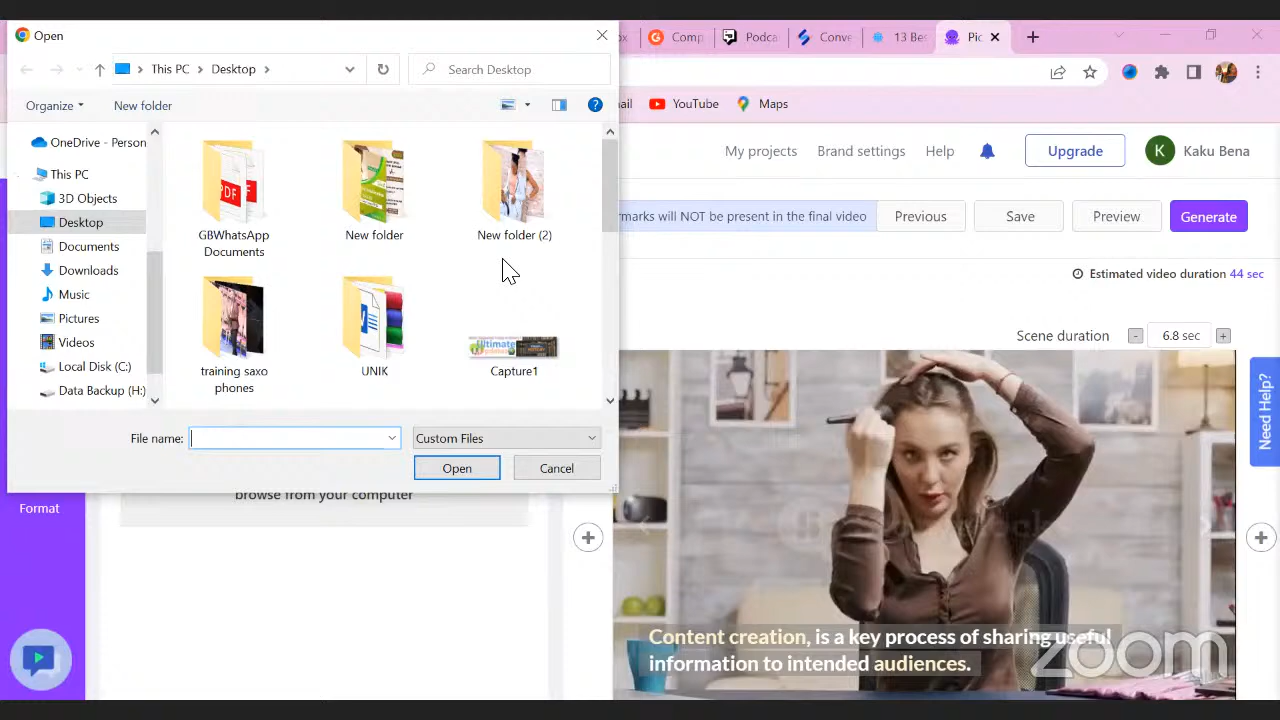 Open
Comp
Podca
Conve
13 Bes
Pic
This PC
Desktop
Search Desktop
YouTube
Maps
Organize
New folder
OneDrive - Person
This PC
3D Objects
Desktop
Documents
Downloads
Music
Pictures
Videos
Local Disk (C:)
Data Backup (H:)
PDF
GBWhatsApp
Documents
New folder
New folder (2)
training saxo
phones
UNIK
Ultimate
Capture1
File name:
Custom Files
Open
Cancel
browse from your computer
Format
My projects
Brand settings
Help
Upgrade
K
Kaku Bena
rmarks will NOT be present in the final video
Previous
Save
Preview
Generate
Estimated video duration 44 sec
Scene duration
- 6.8 sec +
Need Help?
Content creation, is a key process of sharing useful
information to intended audiences.
zoom